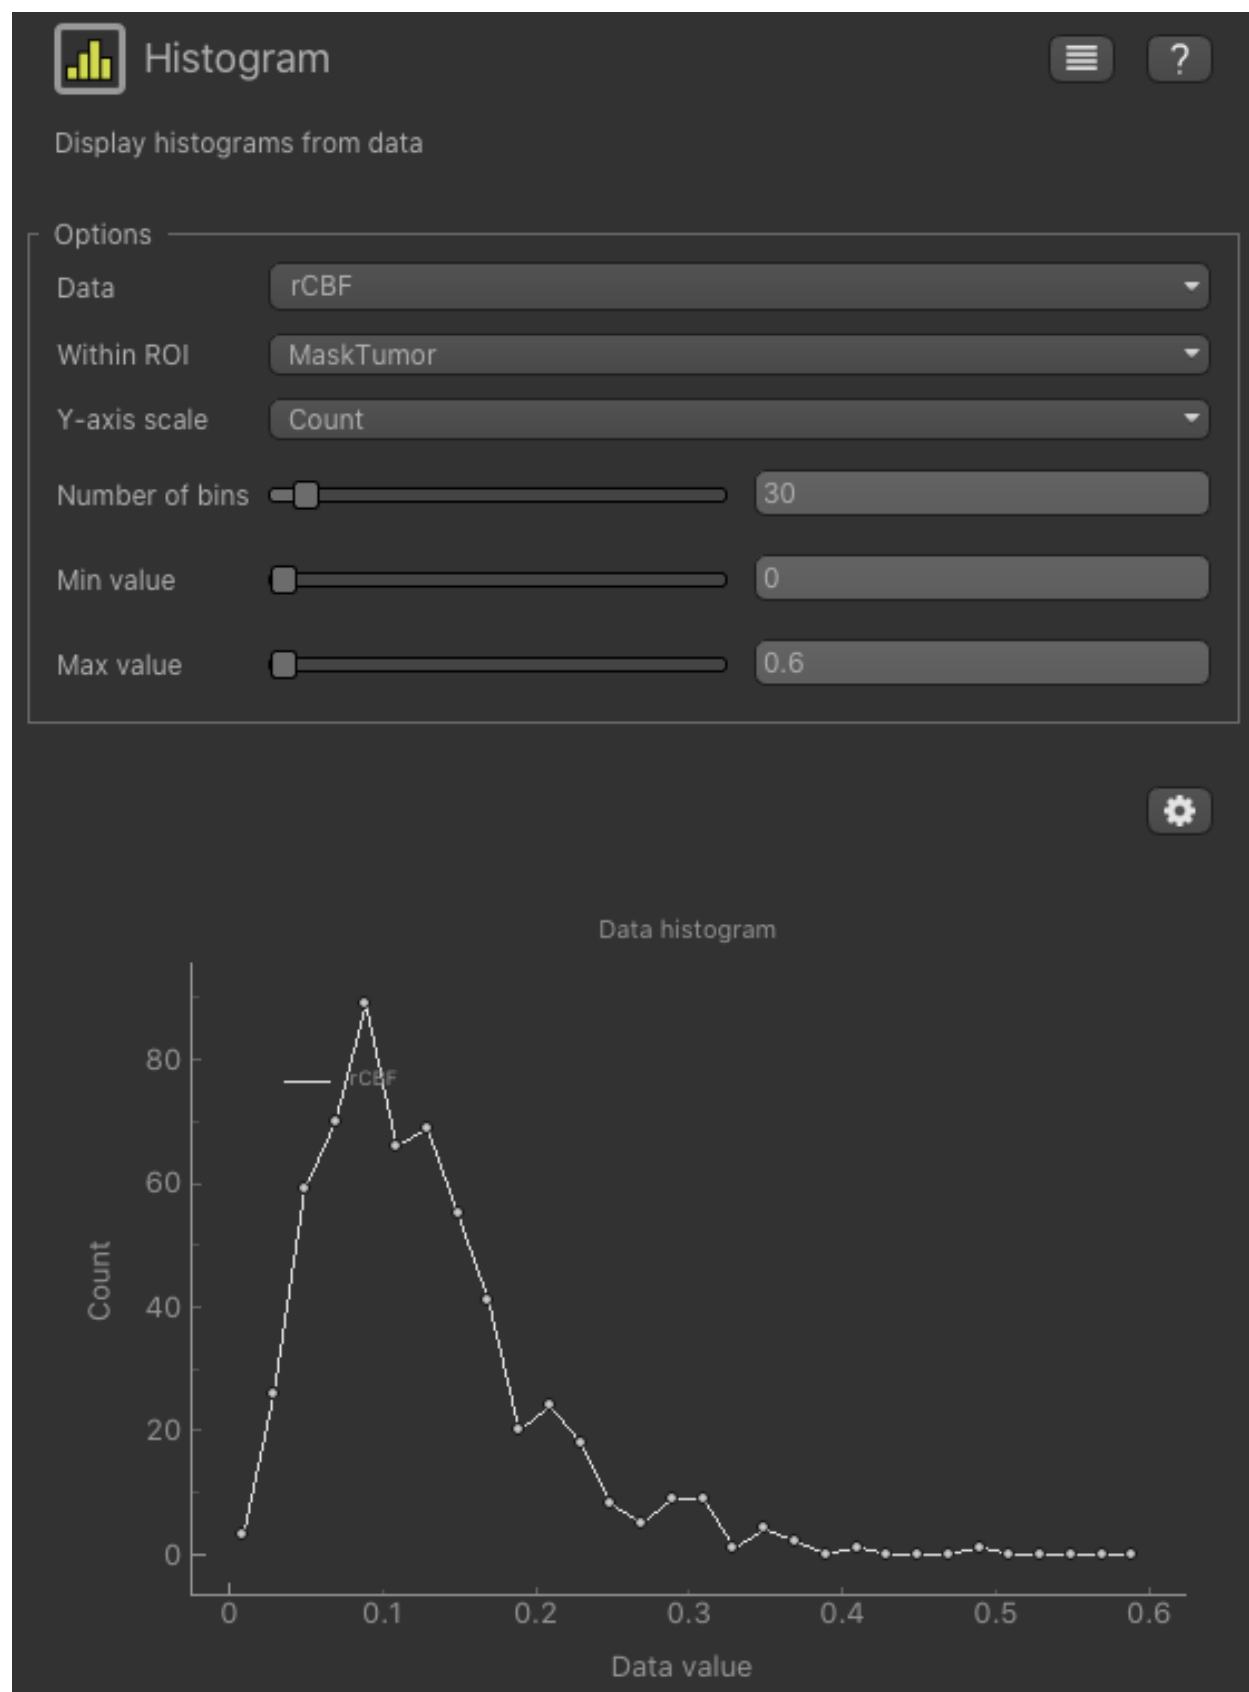 Histogram
?
Display histograms from data
Options
Data rCBF
Within ROI MaskTumor
Y-axis scale Count
Number of bins 30
Min value 0
Max value 0.6
Data histogram
80
rCBF
60
Count
40
20
0
0 0.1 0.2 0.3 0.4 0.5 0.6
Data value